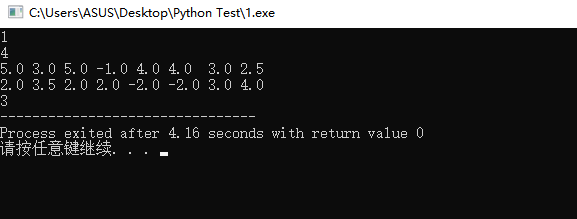 C:\Users\ASUS\Desktop\Python Test\1.exe
1
4
5.0 3.0 5.0 -1.0 4.0 4.0  3.0 2.5
2.0 3.5 2.0 2.0 -2.0 -2.0 3.0 4.0
3
--------------------------------
Process exited after 4.16 seconds with return value 0
请按任意键继续. . .